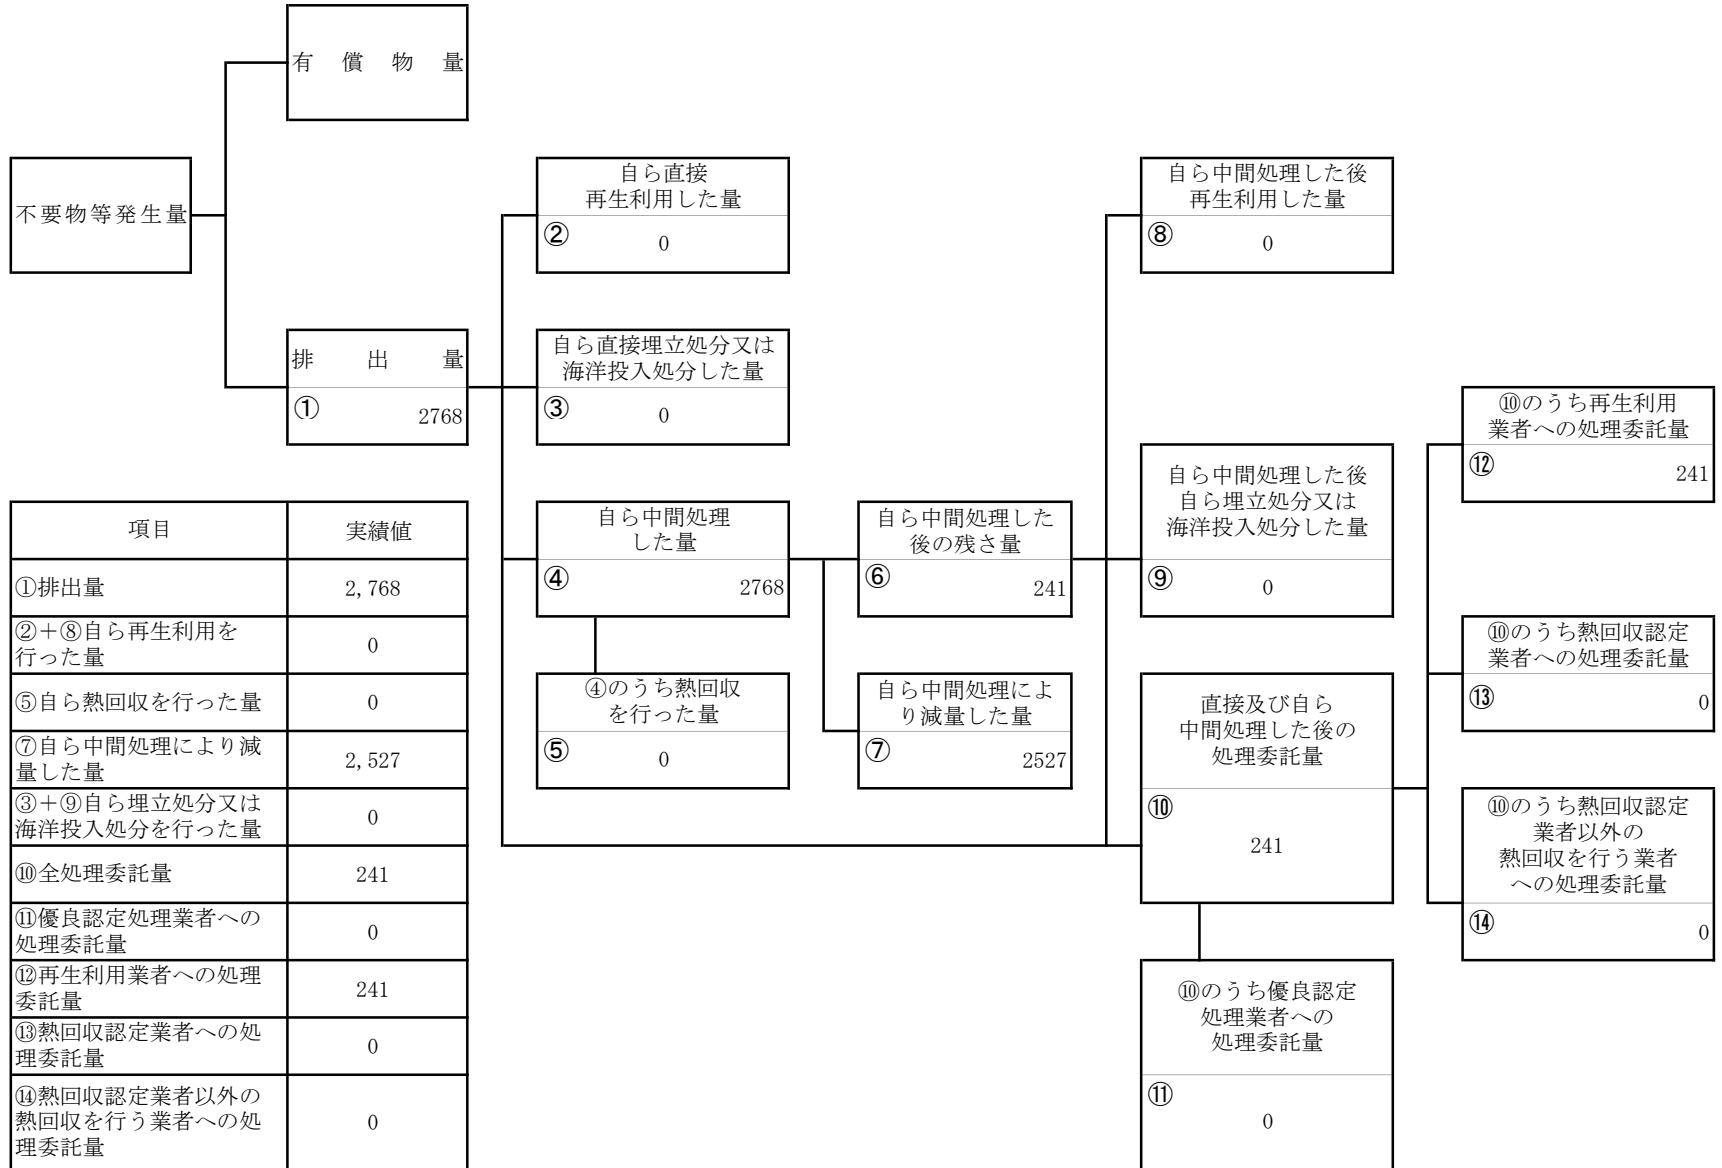 有償物量
不要物等発生量
排出量
① 2768
自ら直接
再生利用した量
② 0
自ら直接埋立処分又は
海洋投入処分した量
③ 0
自ら中間処理
した量
④ 2768
④のうち熱回収
を行った量
⑤ 0
自ら中間処理した
後の残さ量
⑥ 241
自ら中間処理によ
り減量した量
⑦ 2527
自ら中間処理した後
再生利用した量
⑧ 0
自ら中間処理した後
自ら埋立処分又は
海洋投入処分した量
⑨ 0
直接及び自ら
中間処理した後の
処理委託量
⑩
241
⑩のうち優良認定
処理業者への
処理委託量
⑪
0
⑩のうち再生利用
業者への処理委託量
⑫ 241
⑩のうち熱回収認定
業者への処理委託量
⑬ 0
⑩のうち熱回収認定
業者以外の
熱回収を行う業者
への処理委託量
⑭ 0
項目 実績値
①排出量 2,768
②+⑧自ら再生利用を
行った量 0
⑤自ら熱回収を行った量 0
⑦自ら中間処理により減
量した量 2,527
③+⑨自ら埋立処分又は
海洋投入処分を行った量 0
⑩全処理委託量 241
⑪優良認定処理業者への
処理委託量 0
⑫再生利用業者への処理
委託量 241
⑬熱回収認定業者への処
理委託量 0
⑭熱回収認定業者以外の
熱回収を行う業者への処
理委託量 0